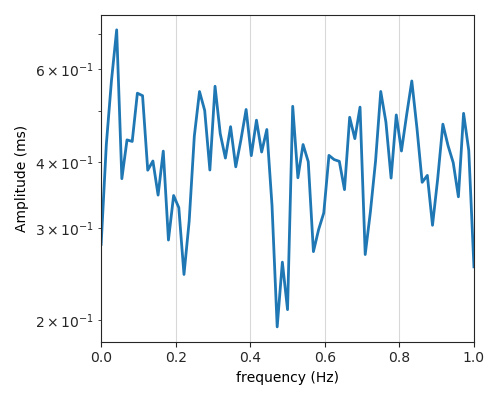 6 × 10⁻¹
4 × 10⁻¹
3 × 10⁻¹
2 × 10⁻¹
Amplitude (ms)
0.0 0.2 0.4 0.6 0.8 1.0
frequency (Hz)